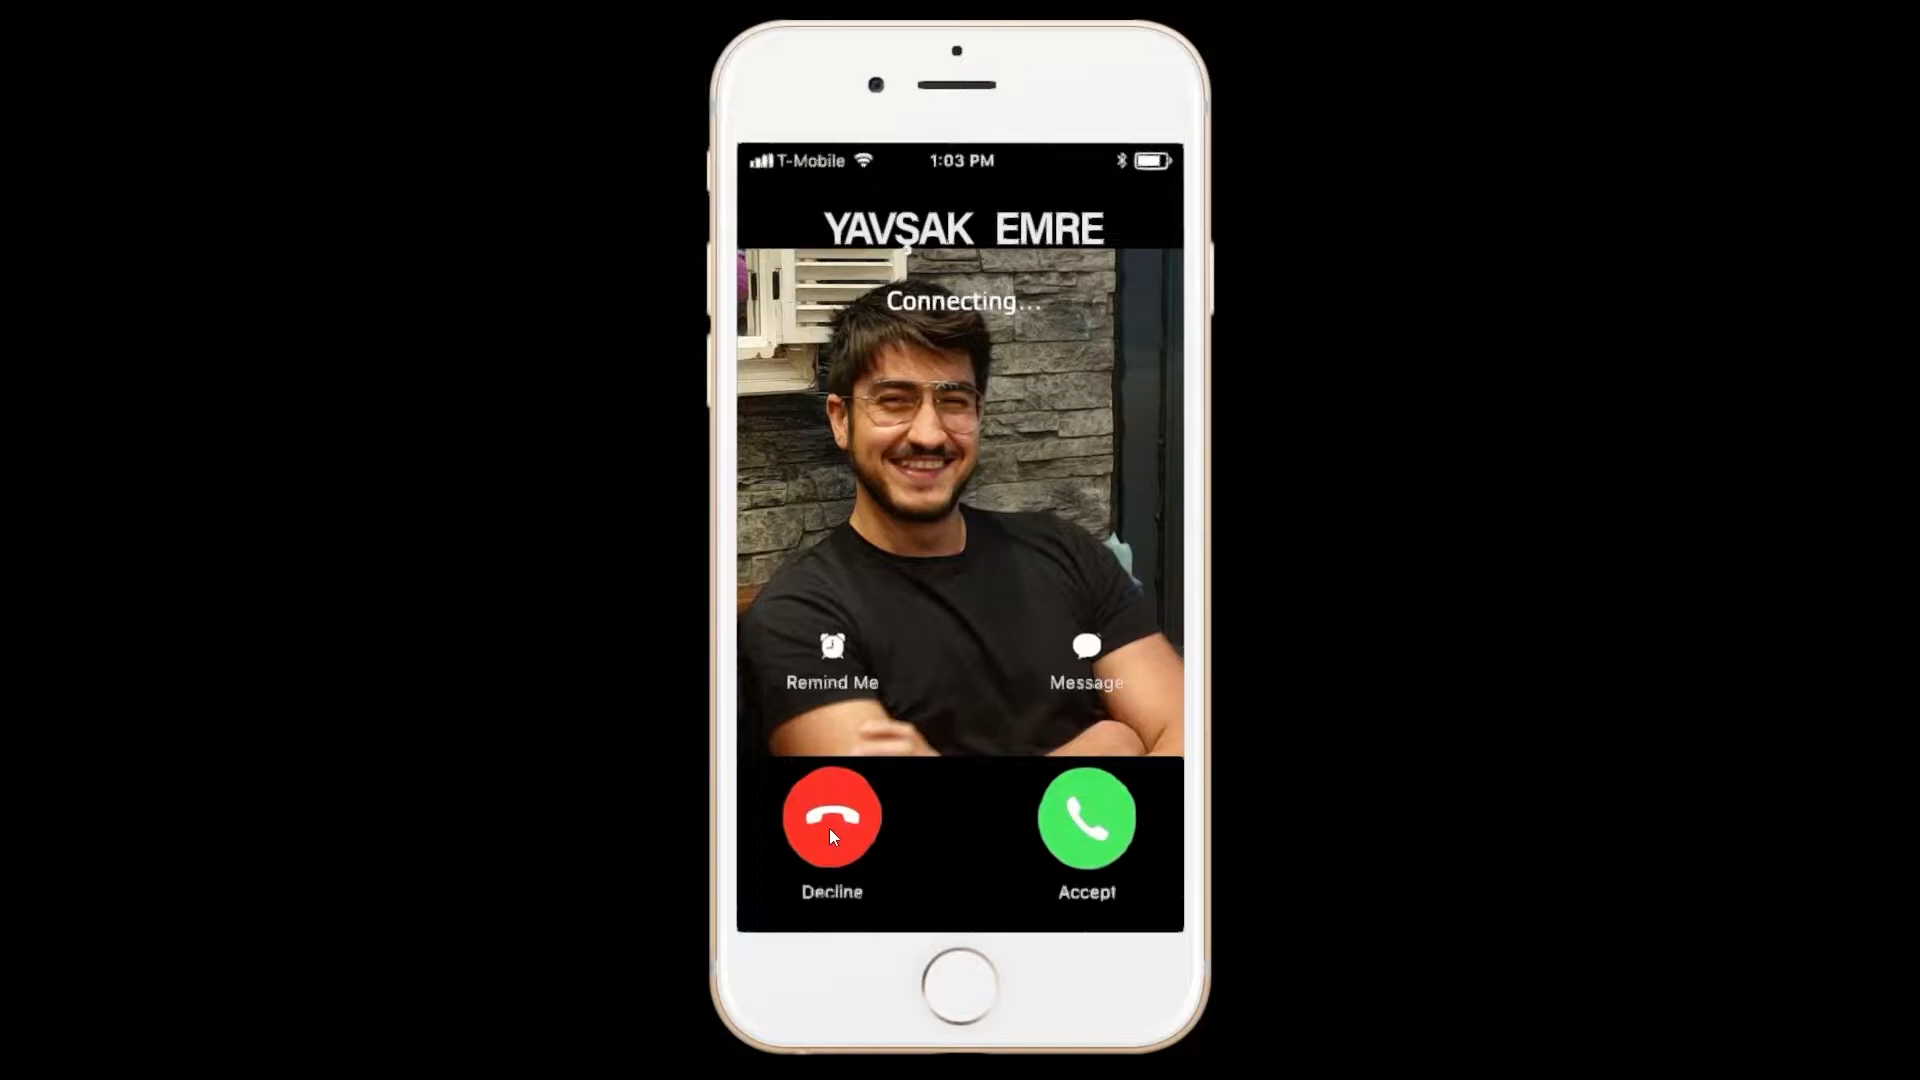 T-Mobile 1:03 PM
YAVŞAK EMRE
Connecting...
Remind Me Message
Decline Accept